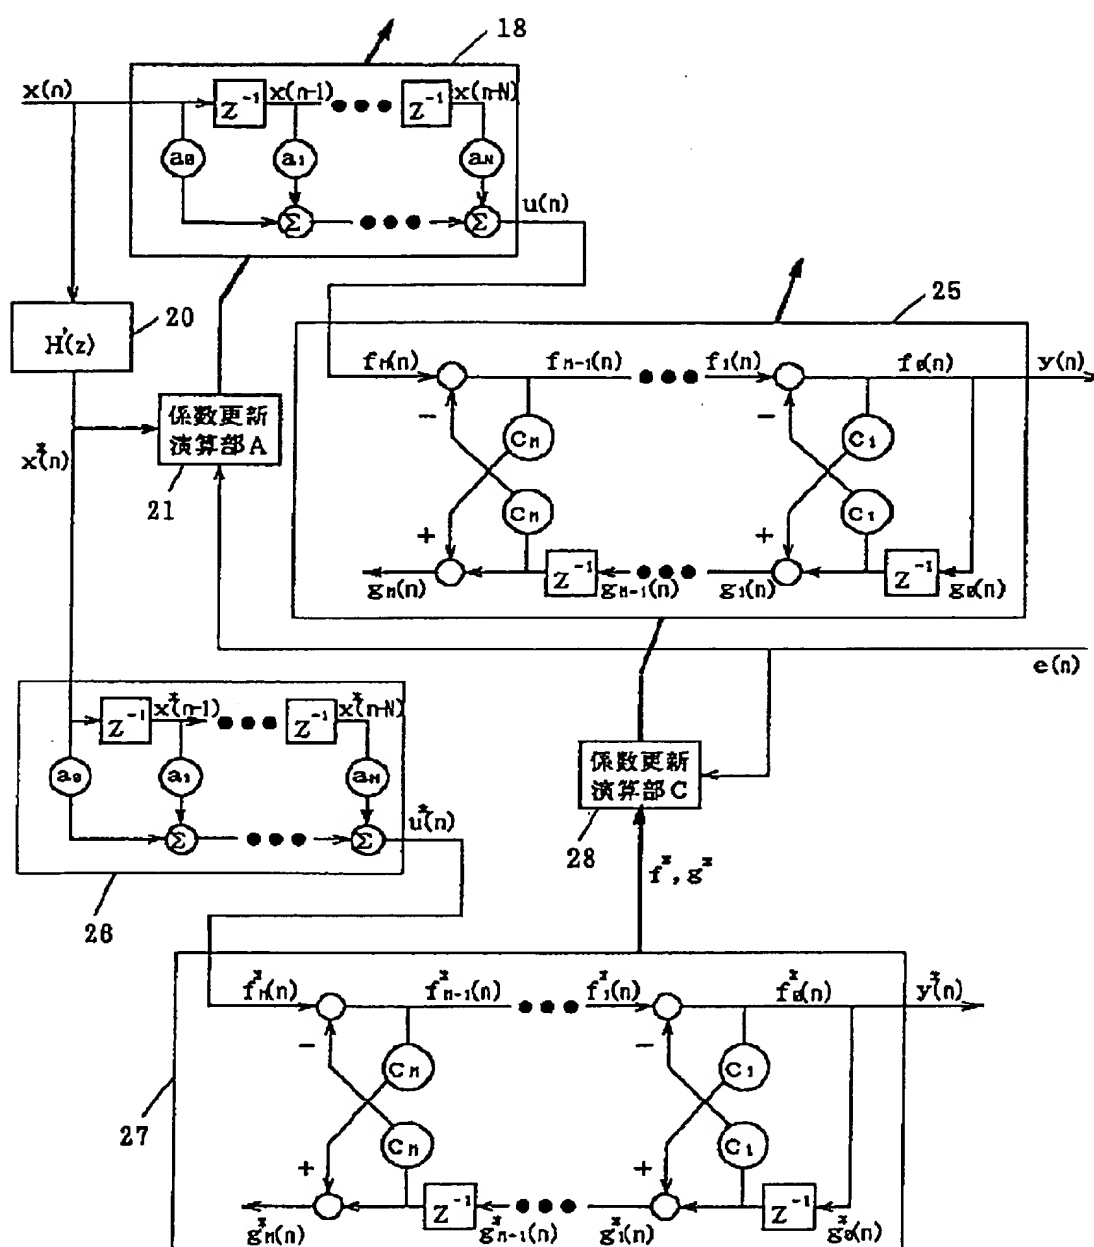 18
x(n)
Z⁻¹
x(n-1)
Z⁻¹
x(n-N)
a₀
a₁
a_N
Σ
Σ
u(n)
20
H'(z)
25
f_M(n)
f_M-1(n)
f₁(n)
f₀(n)
y(n)
−
−
C_M
C₁
係数更新
演算部A
x*(n)
21
C_M
C₁
+
+
Z⁻¹
Z⁻¹
g_M(n)
g_M-1(n)
g₁(n)
g₀(n)
e(n)
Z⁻¹
x*(n-1)
Z⁻¹
x*(n-N)
a₀
a₁
a_N
Σ
Σ
u*(n)
係数更新
演算部C
28
f*, g*
26
f*_M(n)
f*_M-1(n)
f*₁(n)
f*₀(n)
y*(n)
−
−
C_M
C₁
27
C_M
C₁
+
+
Z⁻¹
Z⁻¹
g*_M(n)
g*_M-1(n)
g*₁(n)
g*₀(n)